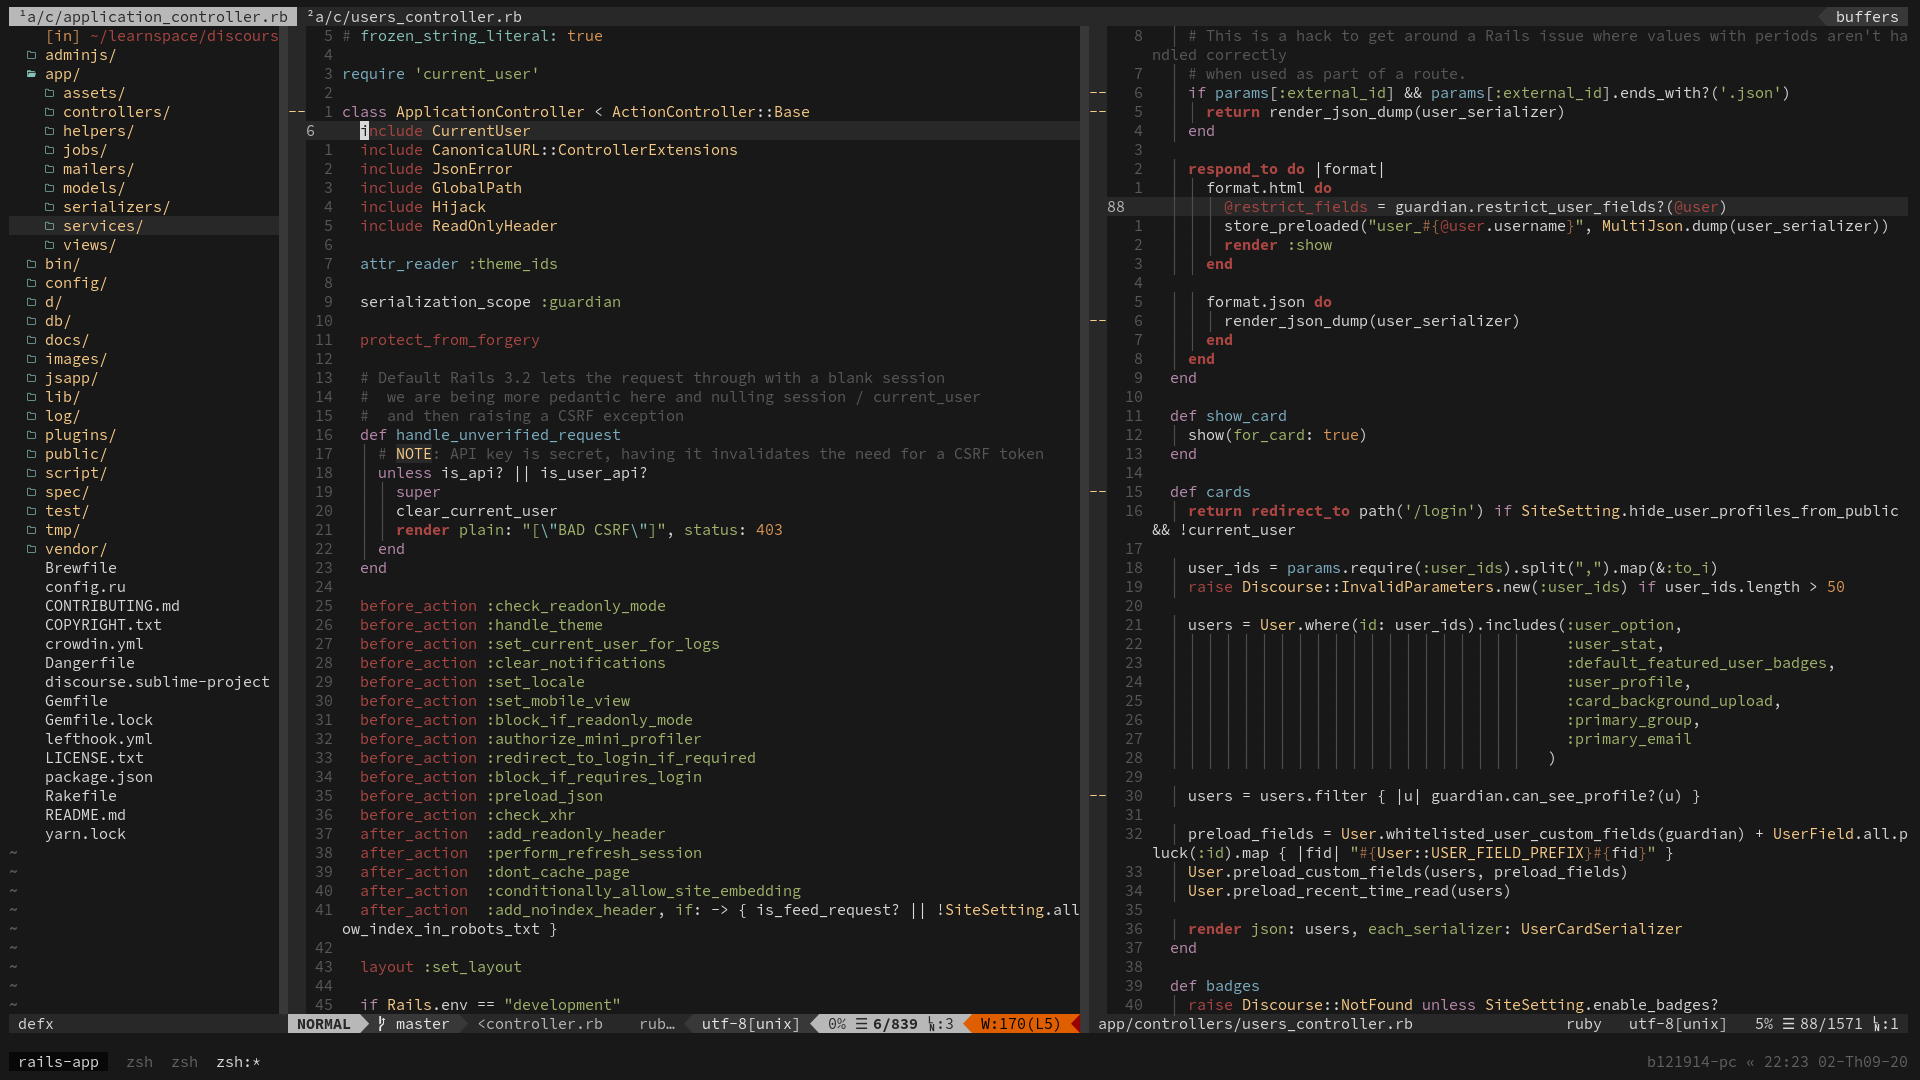 ¹a/c/application_controller.rb ²a/c/users_controller.rb buffers
[in] ~/learnspace/discours
adminjs/
app/
assets/
controllers/
helpers/
jobs/
mailers/
models/
serializers/
services/
views/
bin/
config/
d/
db/
docs/
images/
jsapp/
lib/
log/
plugins/
public/
script/
spec/
test/
tmp/
vendor/
Brewfile
config.ru
CONTRIBUTING.md
COPYRIGHT.txt
crowdin.yml
Dangerfile
discourse.sublime-project
Gemfile
Gemfile.lock
lefthook.yml
LICENSE.txt
package.json
Rakefile
README.md
yarn.lock
~
~
~
~
~
~
~
~
~
5 # frozen_string_literal: true
4
3 require 'current_user'
2
-- 1 class ApplicationController < ActionController::Base
6 include CurrentUser
1 include CanonicalURL::ControllerExtensions
2 include JsonError
3 include GlobalPath
4 include Hijack
5 include ReadOnlyHeader
6
7 attr_reader :theme_ids
8
9 serialization_scope :guardian
10
11 protect_from_forgery
12
13 # Default Rails 3.2 lets the request through with a blank session
14 #  we are being more pedantic here and nulling session / current_user
15 #  and then raising a CSRF exception
16 def handle_unverified_request
17 # NOTE: API key is secret, having it invalidates the need for a CSRF token
18 unless is_api? || is_user_api?
19 super
20 clear_current_user
21 render plain: "[\"BAD CSRF\"]", status: 403
22 end
23 end
24
25 before_action :check_readonly_mode
26 before_action :handle_theme
27 before_action :set_current_user_for_logs
28 before_action :clear_notifications
29 before_action :set_locale
30 before_action :set_mobile_view
31 before_action :block_if_readonly_mode
32 before_action :authorize_mini_profiler
33 before_action :redirect_to_login_if_required
34 before_action :block_if_requires_login
35 before_action :preload_json
36 before_action :check_xhr
37 after_action  :add_readonly_header
38 after_action  :perform_refresh_session
39 after_action  :dont_cache_page
40 after_action  :conditionally_allow_site_embedding
41 after_action  :add_noindex_header, if: -> { is_feed_request? || !SiteSetting.all
ow_index_in_robots_txt }
42
43 layout :set_layout
44
45 if Rails.env == "development"
8 # This is a hack to get around a Rails issue where values with periods aren't ha
ndled correctly
7 # when used as part of a route.
-- 6 if params[:external_id] && params[:external_id].ends_with?('.json')
-- 5 return render_json_dump(user_serializer)
4 end
3
2 respond_to do |format|
1 format.html do
88 @restrict_fields = guardian.restrict_user_fields?(@user)
1 store_preloaded("user_#{@user.username}", MultiJson.dump(user_serializer))
2 render :show
3 end
4
5 format.json do
-- 6 render_json_dump(user_serializer)
7 end
8 end
9 end
10
11 def show_card
12 show(for_card: true)
13 end
14
-- 15 def cards
16 return redirect_to path('/login') if SiteSetting.hide_user_profiles_from_public
&& !current_user
17
18 user_ids = params.require(:user_ids).split(",").map(&:to_i)
19 raise Discourse::InvalidParameters.new(:user_ids) if user_ids.length > 50
20
21 users = User.where(id: user_ids).includes(:user_option,
22 :user_stat,
23 :default_featured_user_badges,
24 :user_profile,
25 :card_background_upload,
26 :primary_group,
27 :primary_email
28 )
29
-- 30 users = users.filter { |u| guardian.can_see_profile?(u) }
31
32 preload_fields = User.whitelisted_user_custom_fields(guardian) + UserField.all.p
luck(:id).map { |fid| "#{User::USER_FIELD_PREFIX}#{fid}" }
33 User.preload_custom_fields(users, preload_fields)
34 User.preload_recent_time_read(users)
35
36 render json: users, each_serializer: UserCardSerializer
37 end
38
39 def badges
40 raise Discourse::NotFound unless SiteSetting.enable_badges?
defx NORMAL master <controller.rb rub… utf-8[unix] 0% ☰ 6/839 :3 W:170(L5) app/controllers/users_controller.rb ruby utf-8[unix] 5% ☰ 88/1571 :1
rails-app zsh zsh zsh:* b121914-pc « 22:23 02-Th09-20